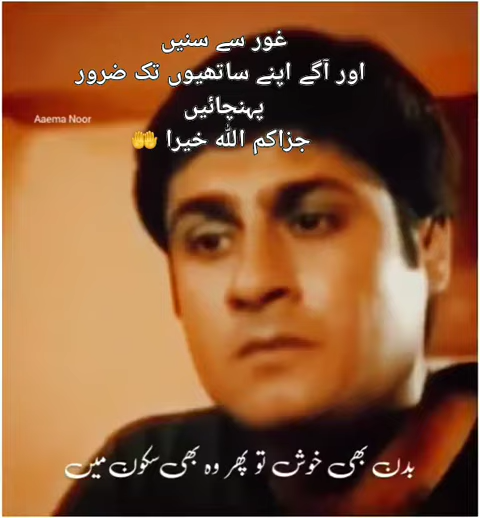 غور سے سنیں
اور آگے اپنے ساتھیوں تک ضرور
پہنچائیں
جزاکم اللہ خیرا 🤲
Aaema Noor
بدن بھی خوش تو پھر وہ بھی سکون میں